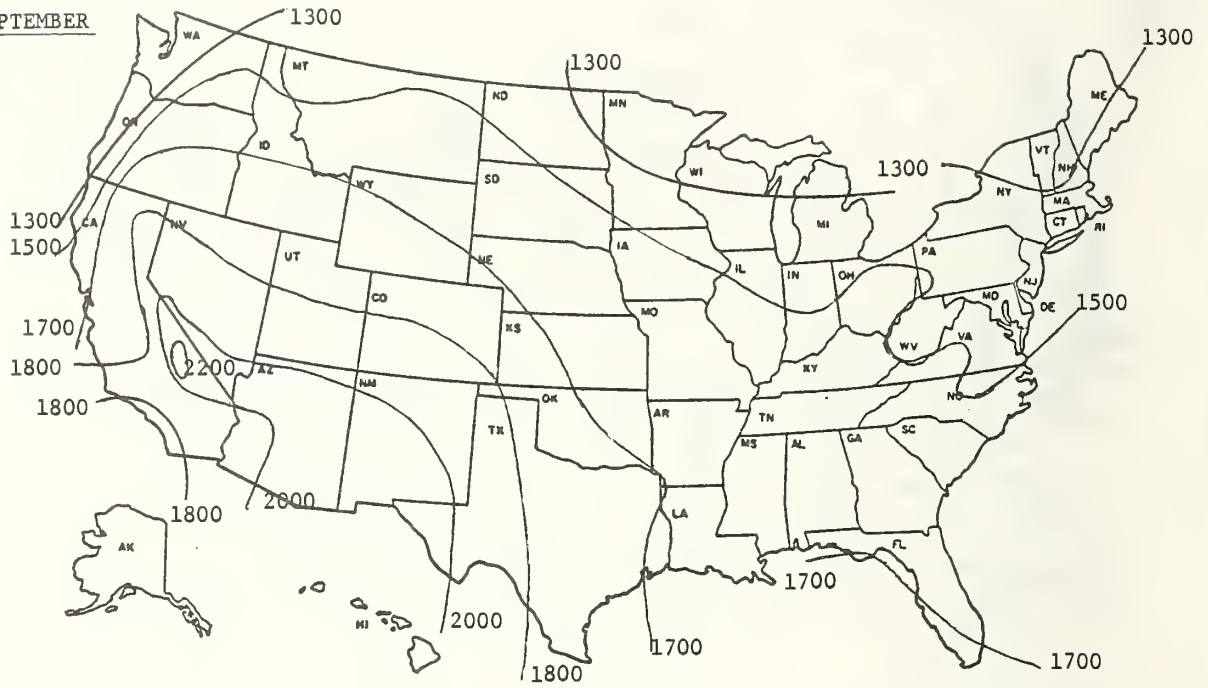 PTEMBER
1300
WA
MT
ND
MN
1300
1300
ME
OR
ID
WY
SD
WI
1300
VT
NH
NY
MA
CT
RI
1300
1500
CA
NV
UT
NE
IA
MI
PA
IL
IN
OH
NJ
MD
DE
1500
CO
KS
MO
WV
VA
KY
1700
1800
2200
AZ
NM
OK
AR
TN
NC
1800
TX
MS
AL
GA
SC
1800
2000
LA
FL
AK
1700
HI
2000
1700
1800
1700